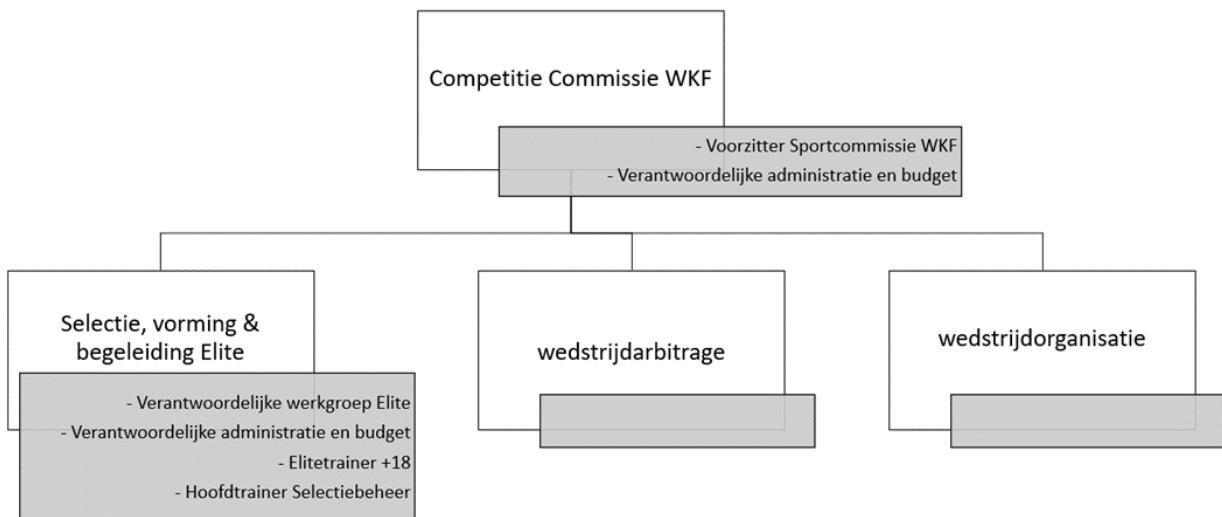 Competitie Commissie WKF
- Voorzitter Sportcommissie WKF
- Verantwoordelijke administratie en budget
Selectie, vorming &
begeleiding Elite
- Verantwoordelijke werkgroep Elite
- Verantwoordelijke administratie en budget
- Elitetrainer +18
- Hoofdtrainer Selectiebeheer
wedstrijdarbitrage
wedstrijdorganisatie